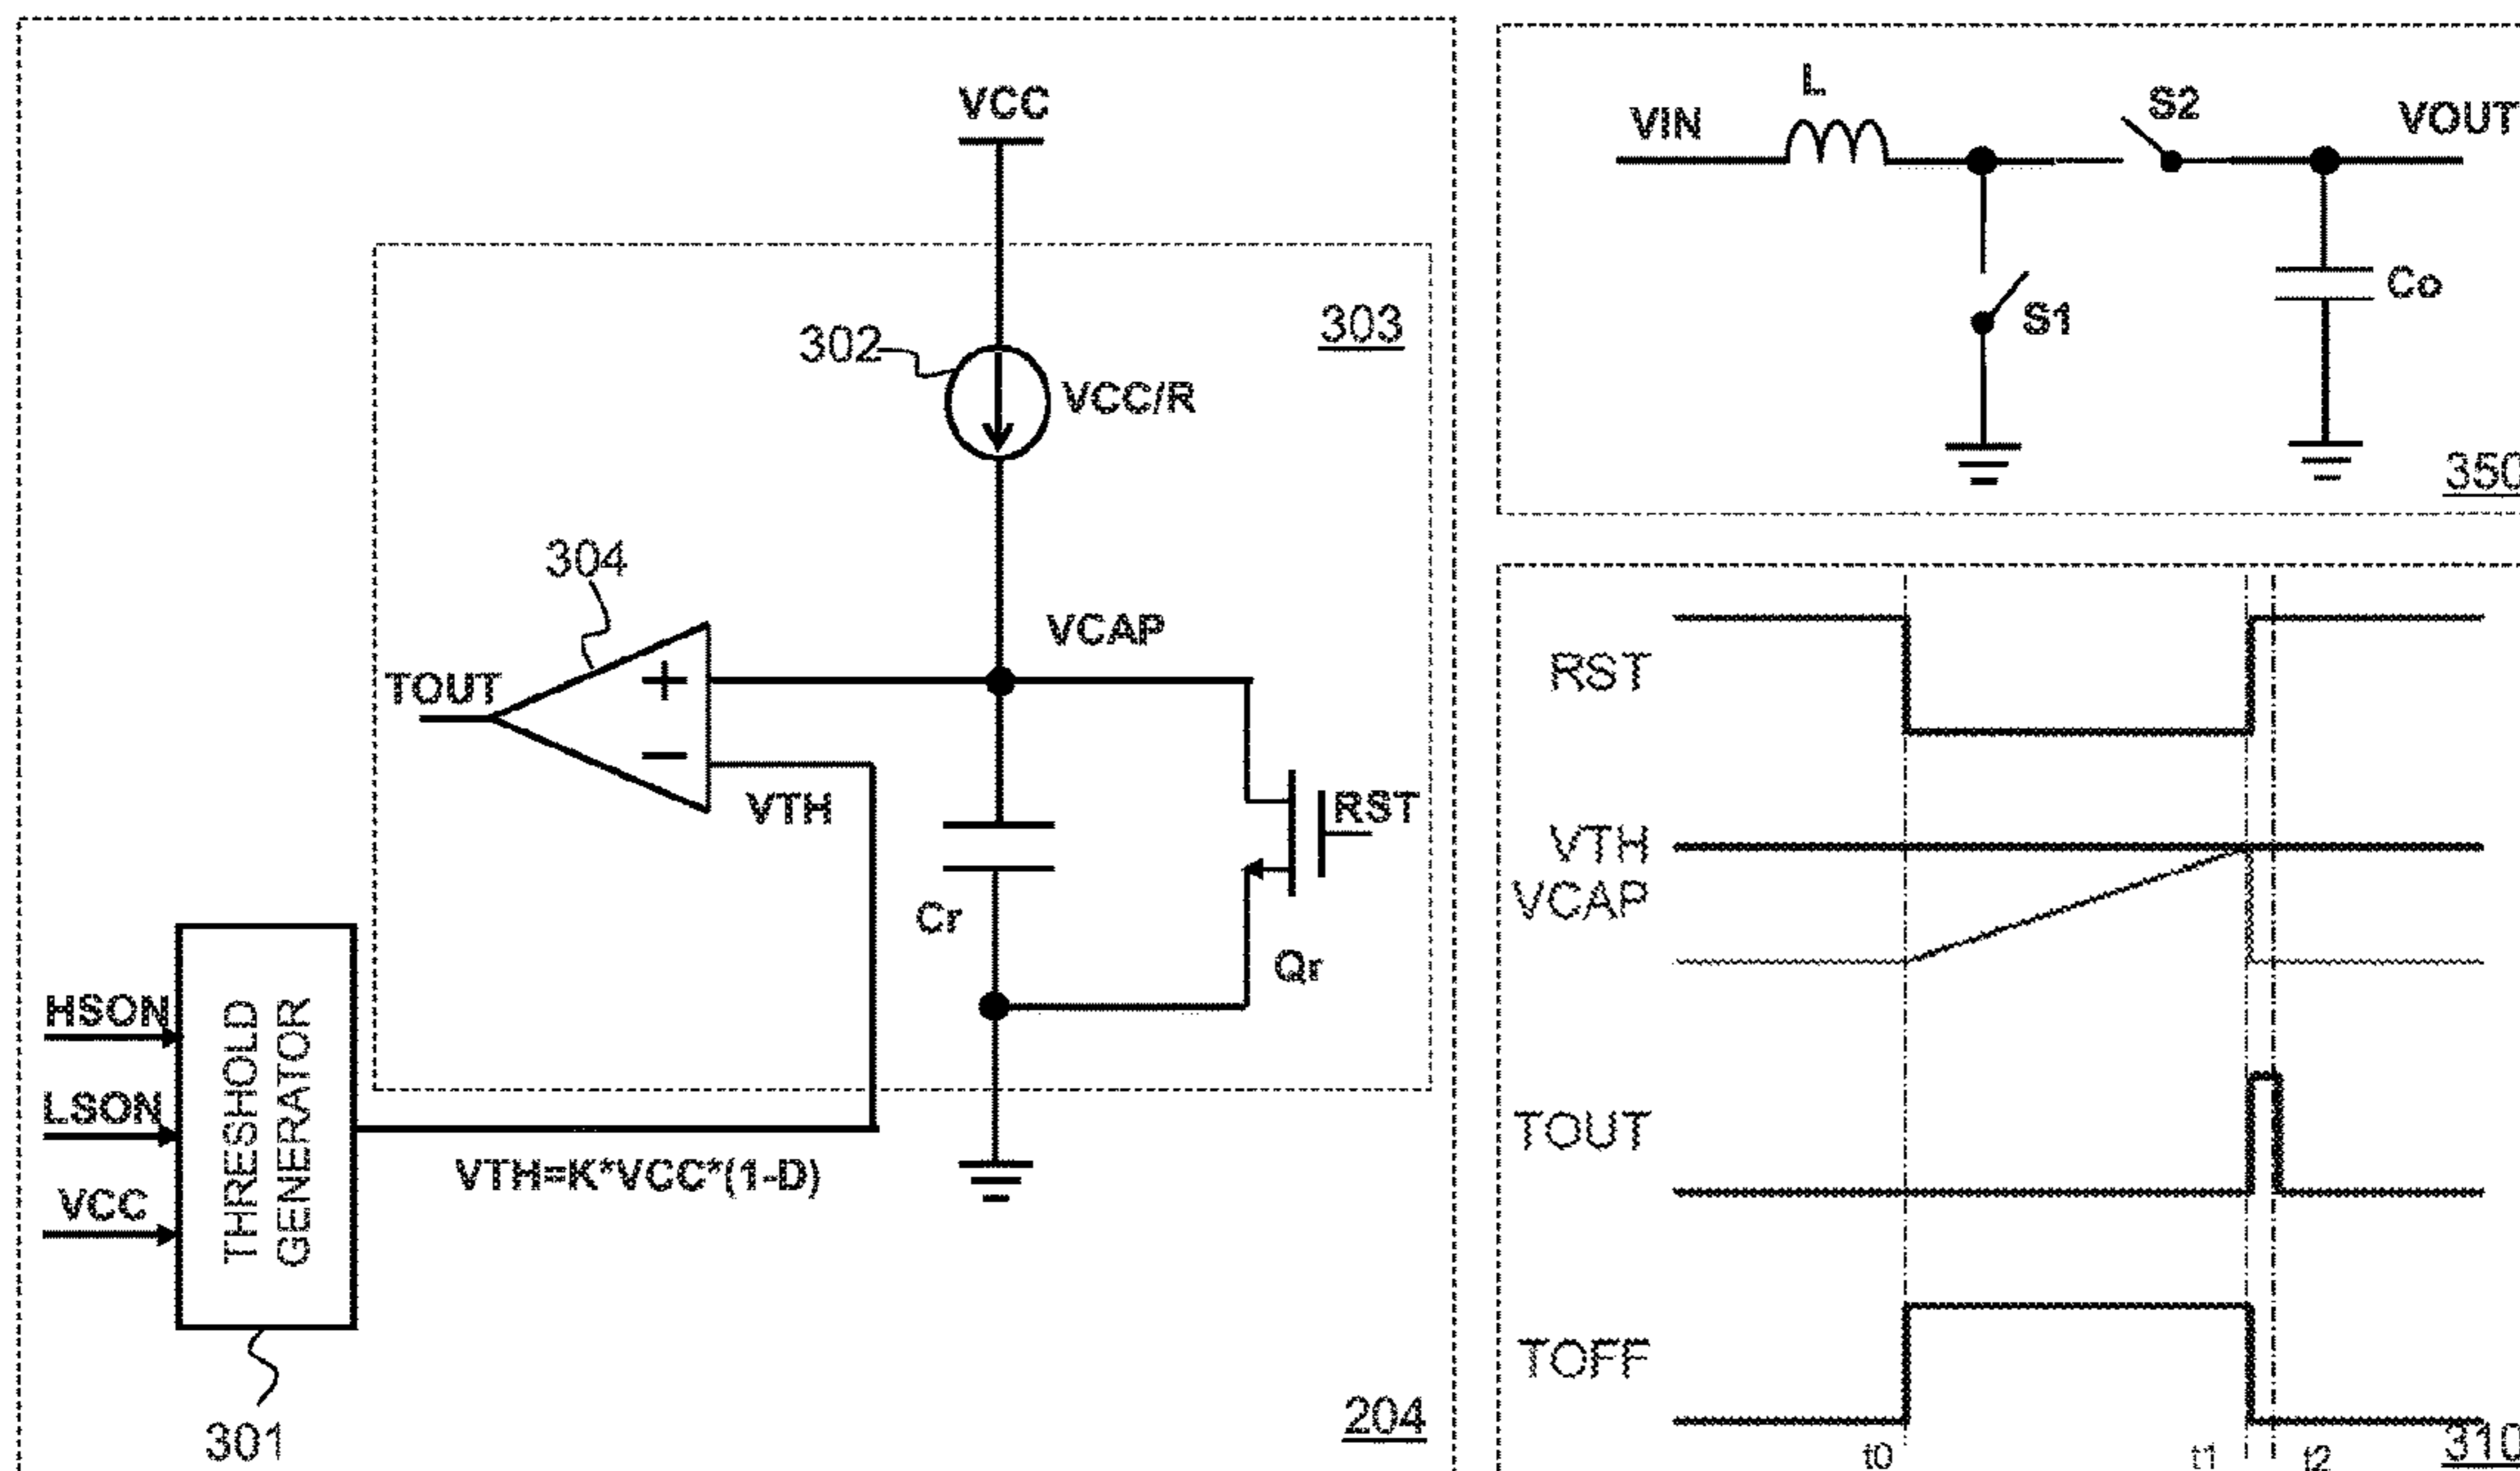 VCC
302
VCC/R
303
304
VCAP
TOUT
+
−
VTH
RST
Cr
Qr
HSON
LSON
VCC
THRESHOLD
GENERATOR
VTH=K*VCC*(1-D)
301
204
VIN
L
S2
VOUT
S1
Co
350
RST
VTH
VCAP
TOUT
TOFF
t0
t1
t2
310